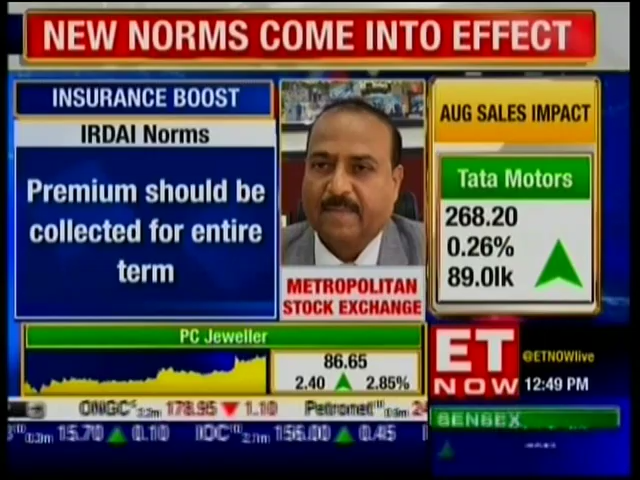 NEW NORMS COME INTO EFFECT
INSURANCE BOOST
IRDAI Norms
Premium should be
collected for entire
term
METROPOLITAN
STOCK EXCHANGE
AUG SALES IMPACT
Tata Motors
268.20
0.26%
89.0lk
PC Jeweller
86.65
2.40 2.85%
ET
NOW
@ETNOWlive
12:49 PM
ONGC 178.95 1.10 Petronet
15.70 0.10 IOC 156.00 0.45
SENSEX